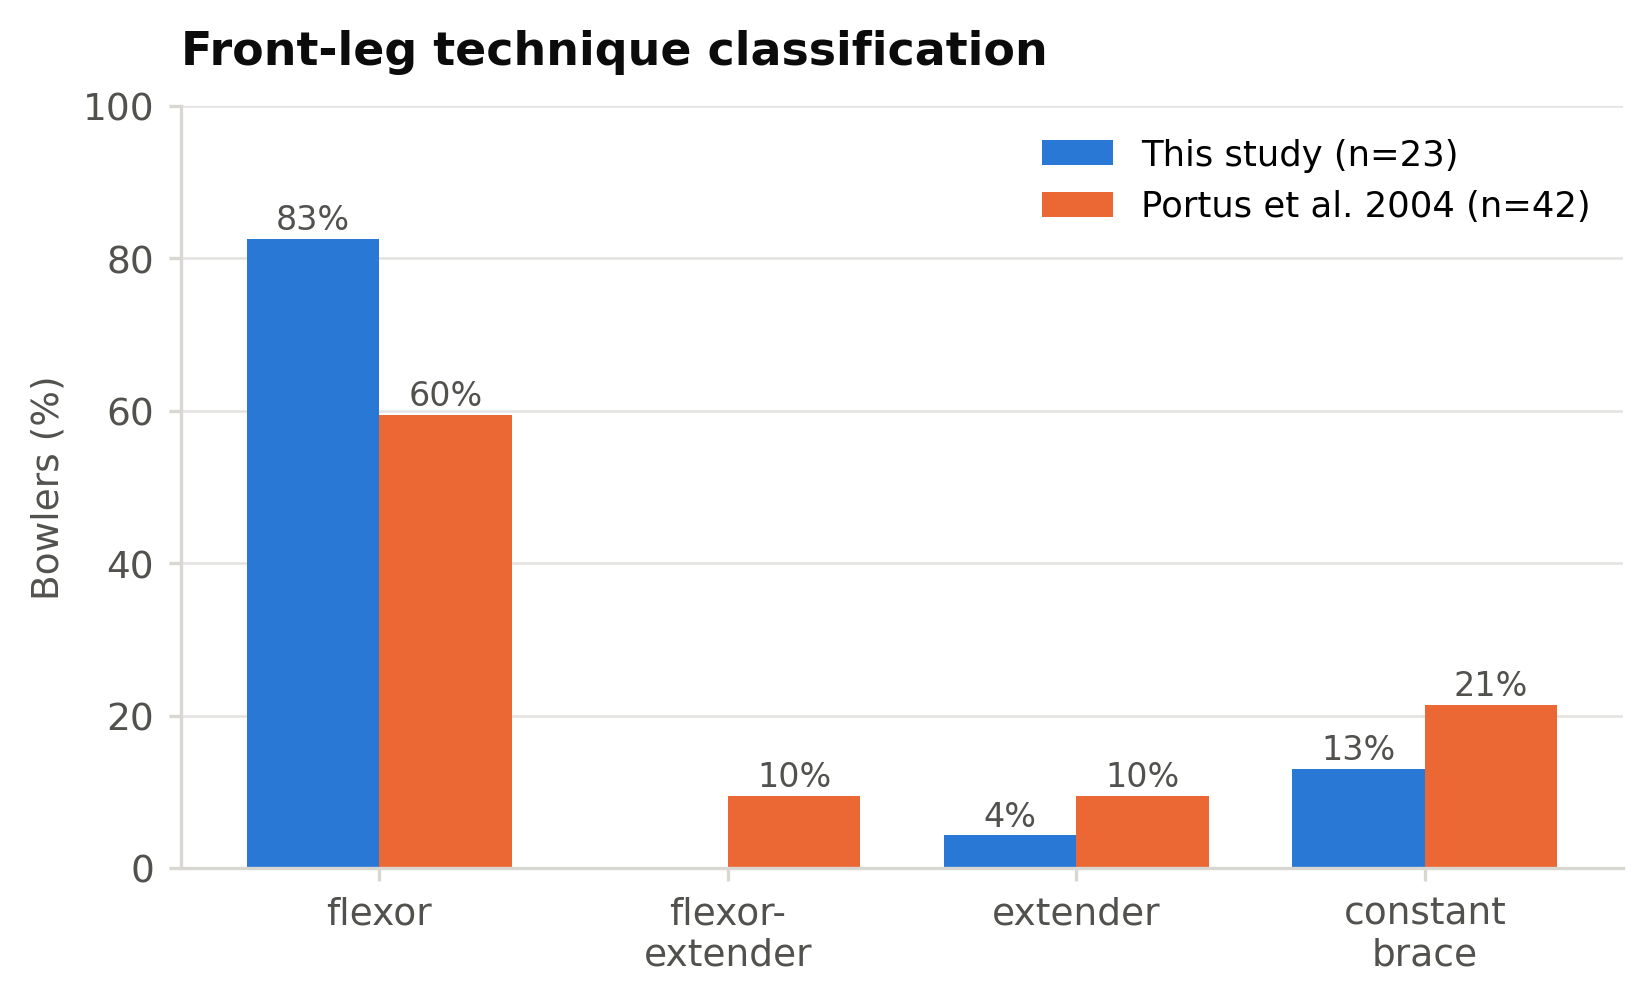 Front-leg technique classification
100
80
60
40
20
0
Bowlers (%)
This study (n=23)
Portus et al. 2004 (n=42)
83%
60%
10%
4%
10%
13%
21%
flexor
flexor-
extender
extender
constant
brace